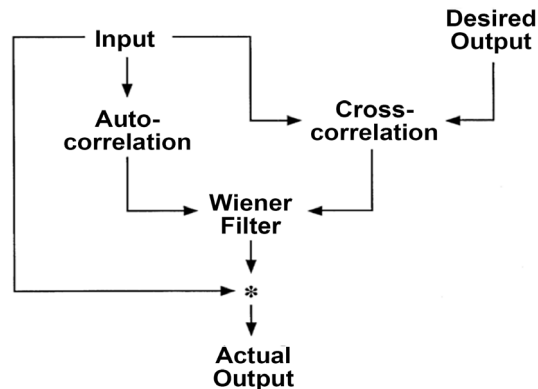 Desired
Output
Input
Cross-
correlation
Auto-
correlation
Wiener
Filter
*
Actual
Output